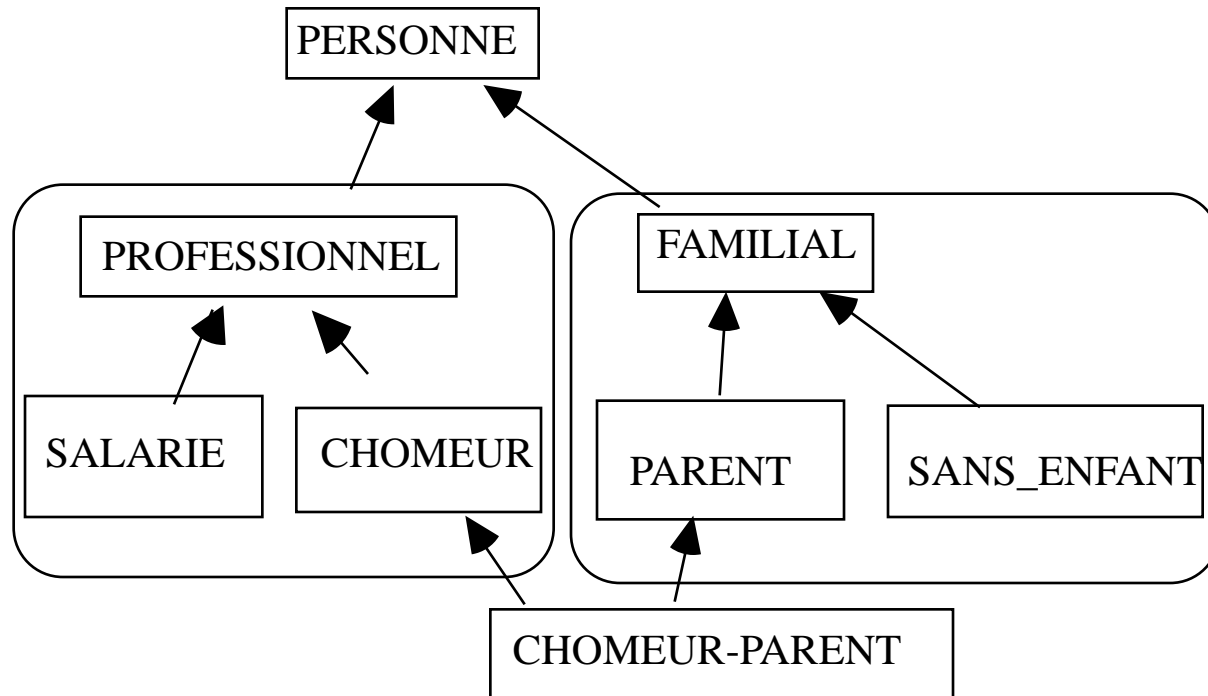 PERSONNE
PROFESSIONNEL
FAMILIAL
SALARIE
CHOMEUR
PARENT
SANS_ENFANT
CHOMEUR-PARENT